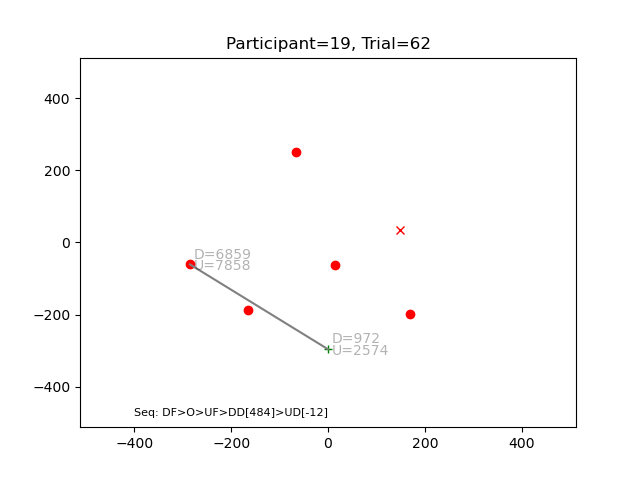 Participant=19, Trial=62
400
200
0
−200
−400
D=6859
U=7858
D=972
U=2574
Seq: DF>O>UF>DD[484]>UD[-12]
−400
−200
0
200
400